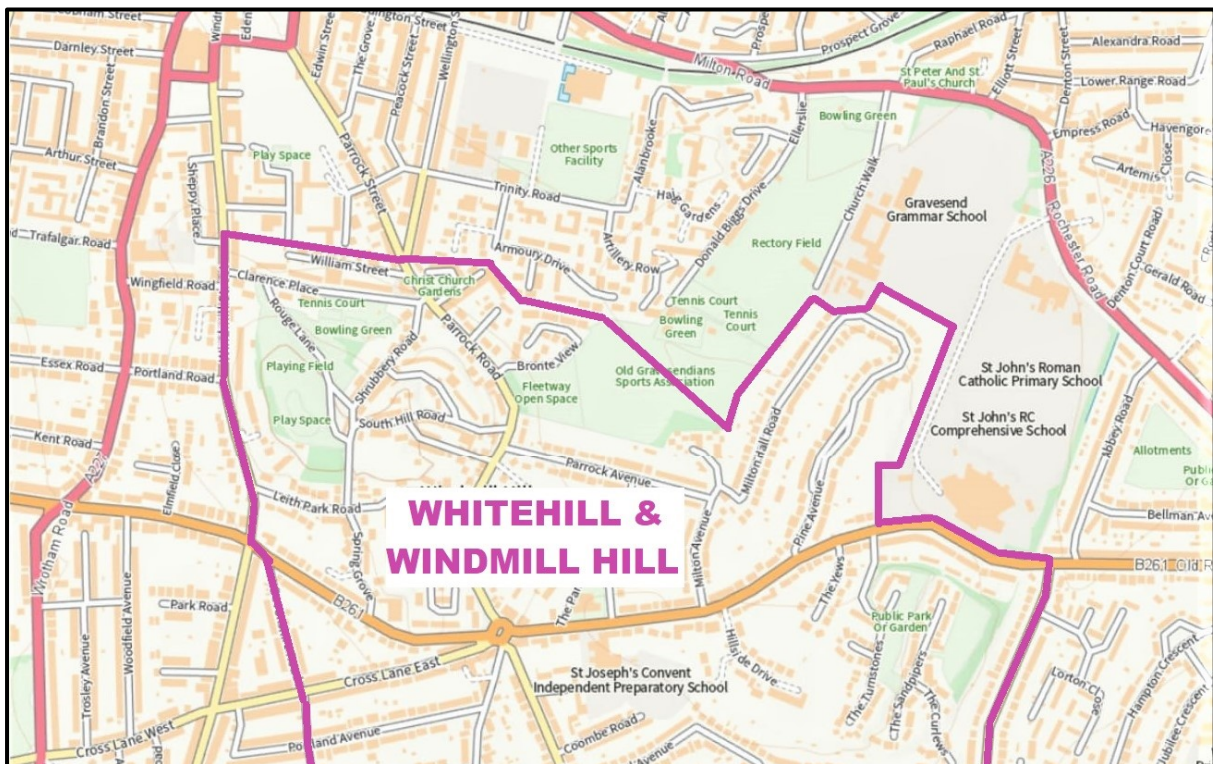 Darnley Street
Brandon Street
Arthur Street
Sheppy Place
Trafalgar Road
Wingfield Road
Essex Road
Portland Road
Kent Road
Elmfield Close
A227
Wrotham Road
Edwin Street
The Grove
Peacock Street
Wellington St
Parrock Street
Play Space
Trinity Road
Other Sports
Facility
Alanbrooke
Haig Gardens
Artillery Row
Armoury Drive
Donald Biggs Drive
Ellerslie
Milton Road
Prospect Grove
Raphael Road
Elliott Street
Denton Street
Alexandra Road
Lower Range Road
St Peter And St
Paul's Church
Bowling Green
Church Walk
Empress Road
Artemis Close
A226
Rochester Road
Denton Court Road
Gerald Road
Gravesend
Grammar School
Rectory Field
William Street
Clarence Place
Christ Church
Gardens
Tennis Court
Bowling Green
Rouge Lane
Shrubbery Road
Playing Field
Play Space
Parrock Road
Bronte View
Fleetway
Open Space
South Hill Road
Parrock Avenue
Leith Park Road
Spring Grove
Tennis Court
Bowling
Green
Tennis
Court
Sports Association
Milton Hall Road
Milton Avenue
Pine Avenue
St John's Roman
Catholic Primary School
St John's RC
Comprehensive School
Abbey Road
Allotments
WHITEHILL &
WINDMILL HILL
B261
B261
The Yews
Public Park
Or Garden
Hillside Drive
The Turnstones
The Sandpipers
The Curlews
St Joseph's Convent
Independent Preparatory School
Park Road
Trosley Avenue
Woodfield Avenue
Cross Lane East
Cross Lane West
Portland Avenue
Coombe Road
Hampton Crescent